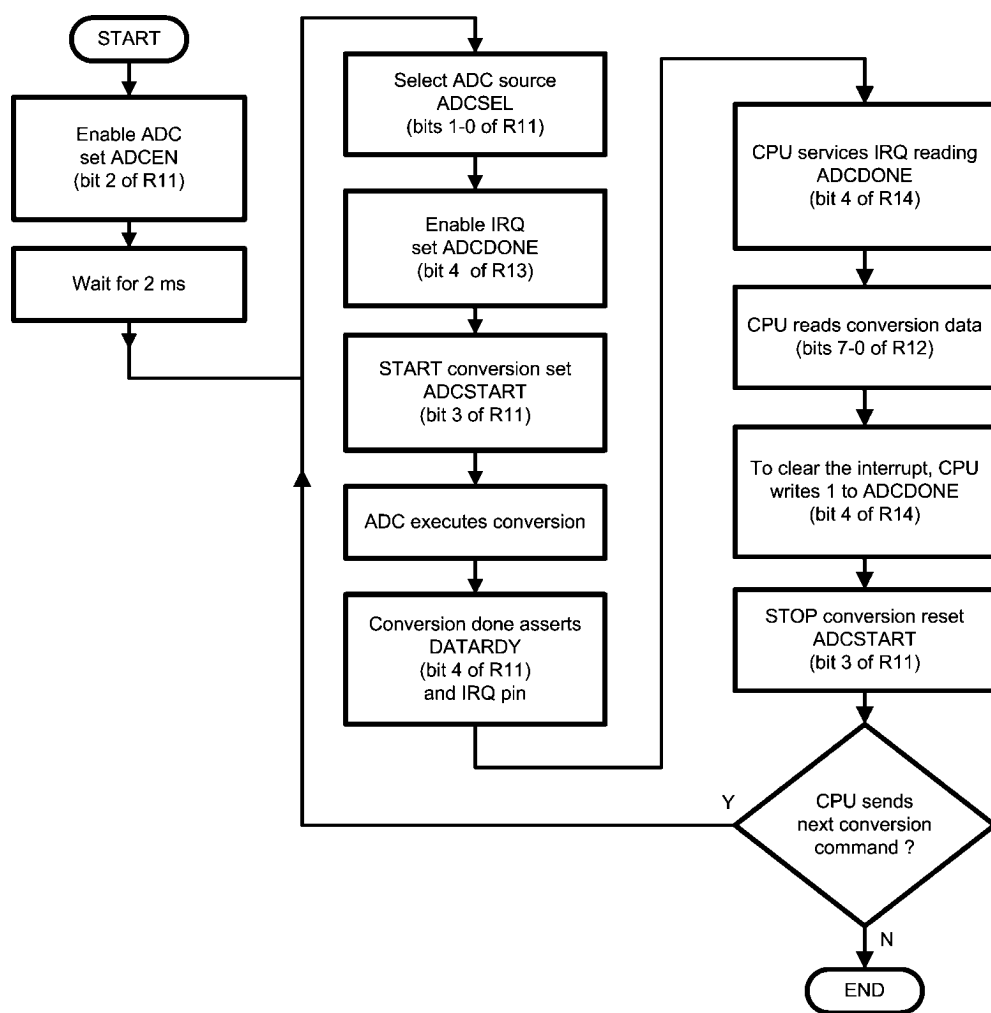 START
Enable ADC
set ADCEN
(bit 2 of R11)
Wait for 2 ms
Select ADC source
ADCSEL
(bits 1-0 of R11)
Enable IRQ
set ADCDONE
(bit 4 of R13)
START conversion set
ADCSTART
(bit 3 of R11)
ADC executes conversion
Conversion done asserts
DATARDY
(bit 4 of R11)
and IRQ pin
CPU services IRQ reading
ADCDONE
(bit 4 of R14)
CPU reads conversion data
(bits 7-0 of R12)
To clear the interrupt, CPU
writes 1 to ADCDONE
(bit 4 of R14)
STOP conversion reset
ADCSTART
(bit 3 of R11)
CPU sends
next conversion
command ?
Y
N
END